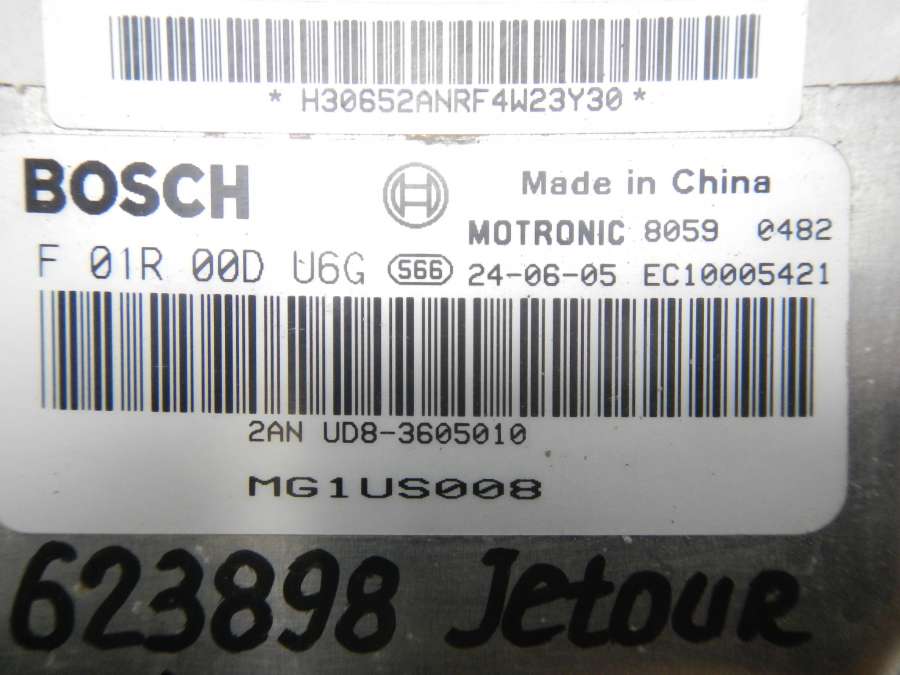 * H30652ANRF4W23Y30 *
BOSCH
Made in China
MOTRONIC 8059 0482
F 01R 00D U6G S66 24-06-05 EC10005421
2AN UD8-3605010
MG1US008
623898 Jetour